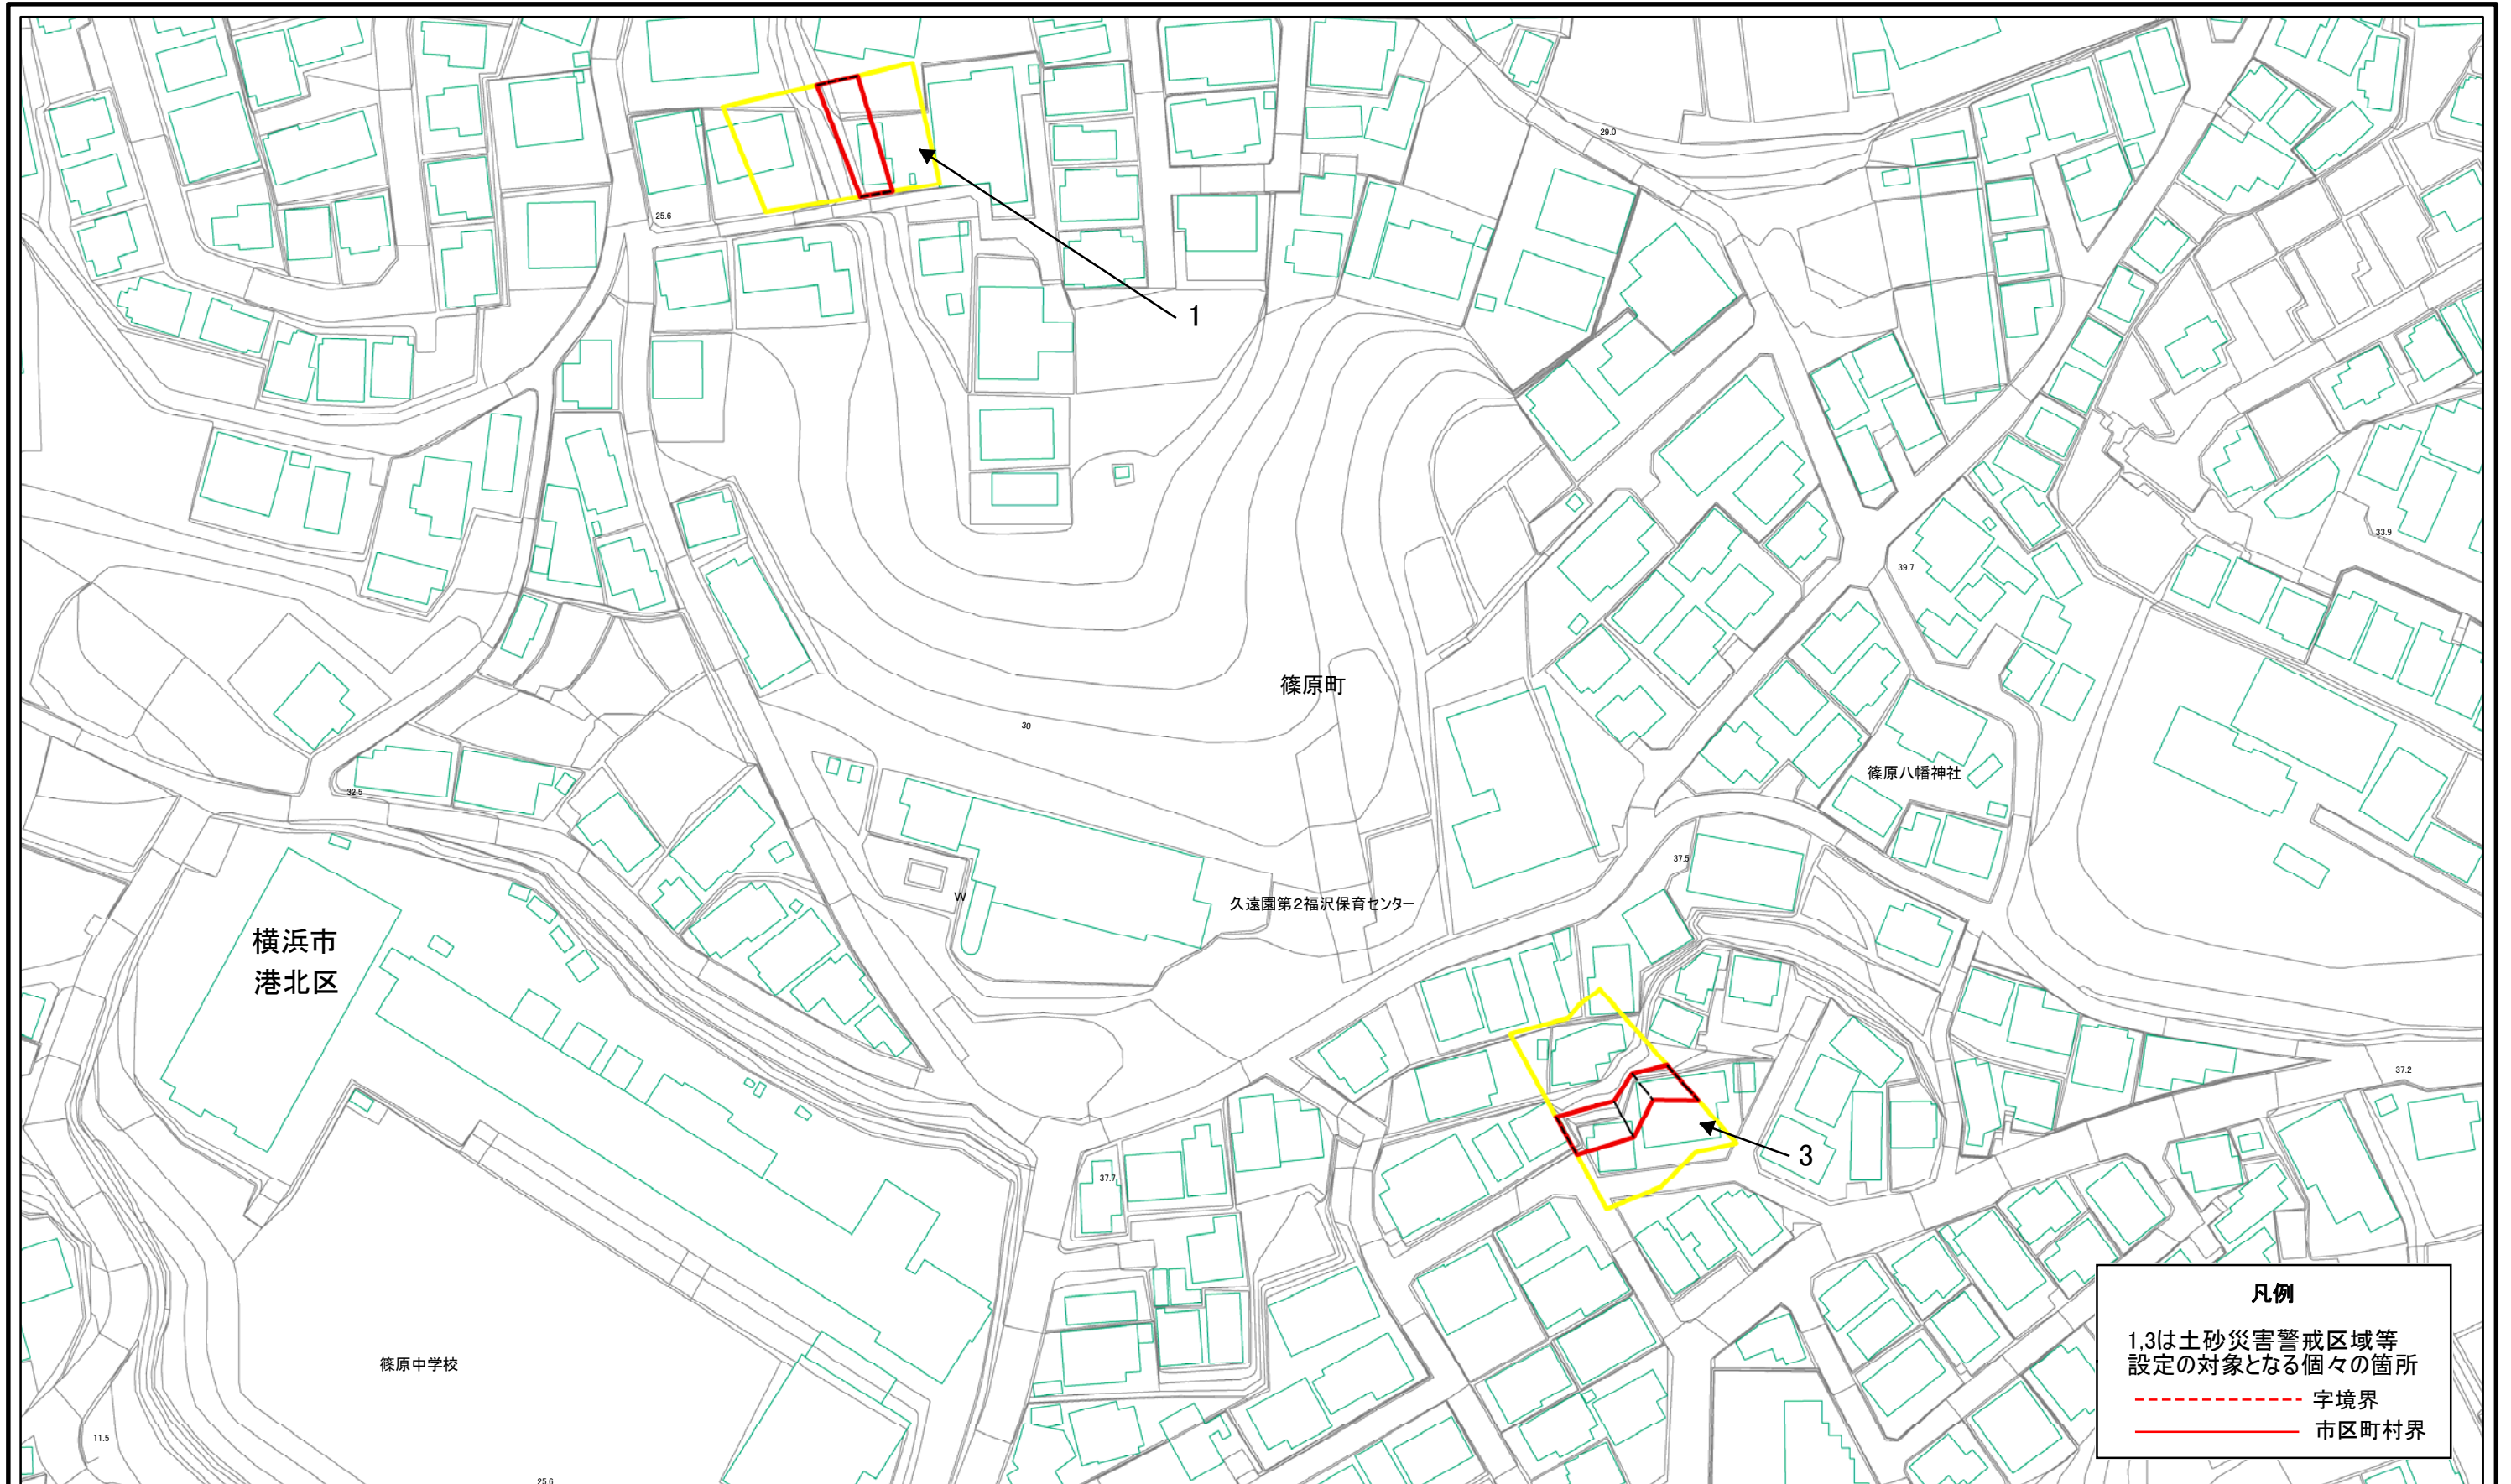 29.0
25.6
1
33.9
39.7
篠原町
30
篠原八幡神社
32.5
37.5
W
久遠園第2福沢保育センター
横浜市
港北区
37.2
3
37.7
篠原中学校
11.5
25.6
凡例
1,3は土砂災害警戒区域等
設定の対象となる個々の箇所
字境界
市区町村界